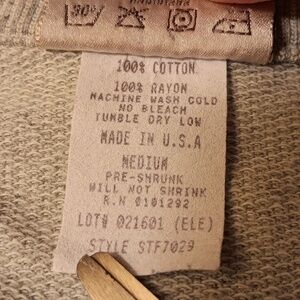 100% COTTON
100% RAYON
MACHINE WASH COLD
NO BLEACH
TUMBLE DRY LOW
MADE IN U.S.A
MEDIUM
PRE-SHRUNK
WILL NOT SHRINK
R.N 0101292
LOT# 021601 (ELE)
STYLE STF7029